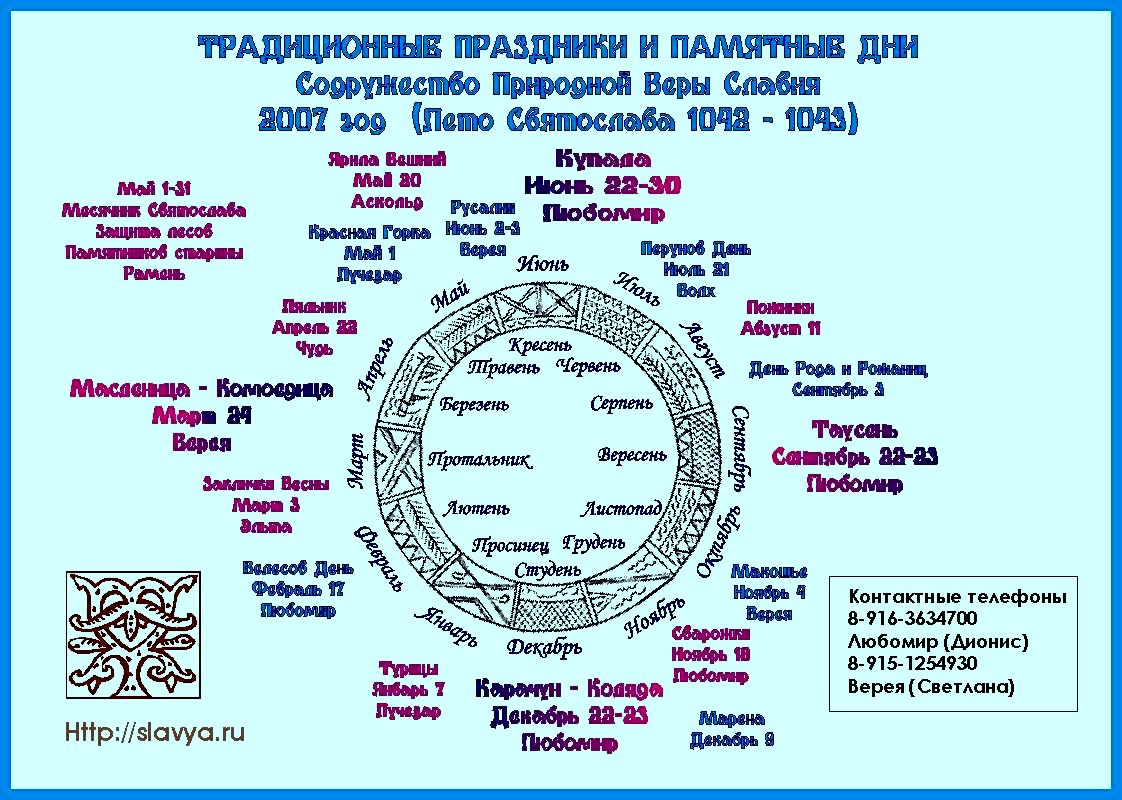 ТРАДИЦИОННЫЕ ПРАЗДНИКИ И ПАМЯТНЫЕ ДНИ
Содружество Природной Веры Славия
2007 год (Лето Святослава 1042 - 1043)
Май 1-31
Месячник Святослава
Защита лесов
Памятников старины
Рамень
Ярила Вешний
Май 20
Аскольд
Купала
Июнь 22-30
Любомир
Русалии
Июнь 2-3
Верея
Красная Горка
Май 1
Лучезар
Перунов День
Июль 21
Волх
Ляльник
Апрель 22
Чудь
Пожинки
Август 11
День Рода и Рожаниц
Сентябрь 3
Масленица - Комоедица
Март 24
Верея
Таусень
Сентябрь 22-23
Любомир
Заклички Весны
Март 3
Эльта
Велесов День
Февраль 17
Любомир
Макошье
Ноябрь 4
Верея
Турицы
Январь 7
Лучезар
Карачун - Коляда
Декабрь 22-23
Любомир
Сварожки
Ноябрь 18
Любомир
Марена
Декабрь 9
Июнь
Июль
Август
Сентябрь
Октябрь
Ноябрь
Декабрь
Январь
Февраль
Март
Апрель
Май
Кресень
Травень Червень
Березень Серпень
Протальник Вересень
Лютень Листопад
Просинец Грудень
Студень
Контактные телефоны
8-916-3634700
Любомир (Дионис)
8-915-1254930
Верея (Светлана)
Http://slavya.ru